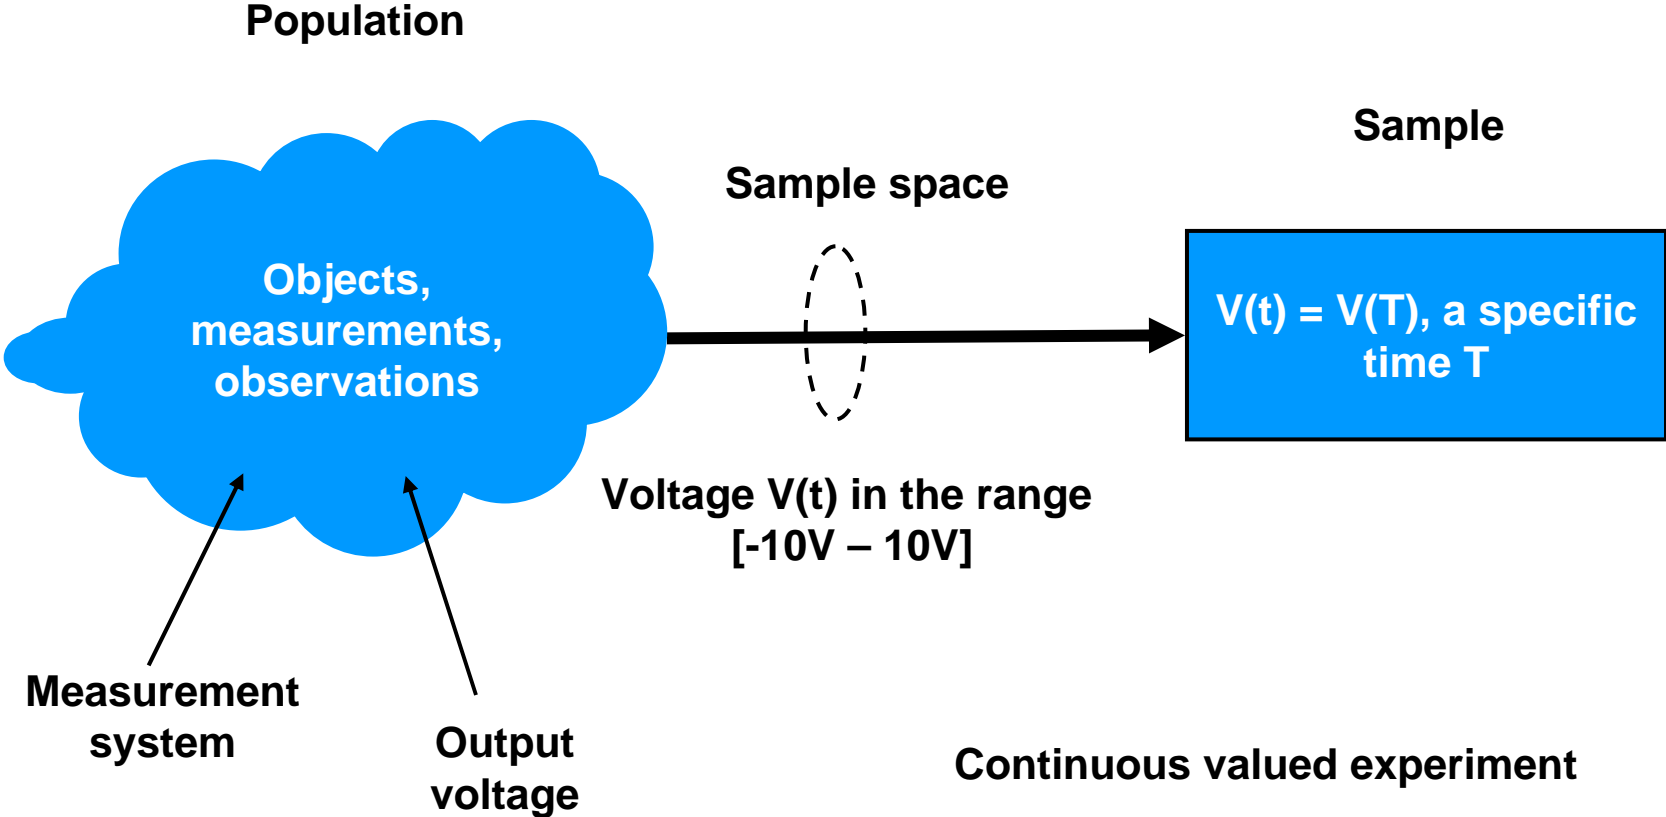 Population
Sample
Sample space
Objects,
measurements,
observations
V(t) = V(T), a specific
time T
Voltage V(t) in the range
[-10V – 10V]
Measurement
system
Output
voltage
Continuous valued experiment